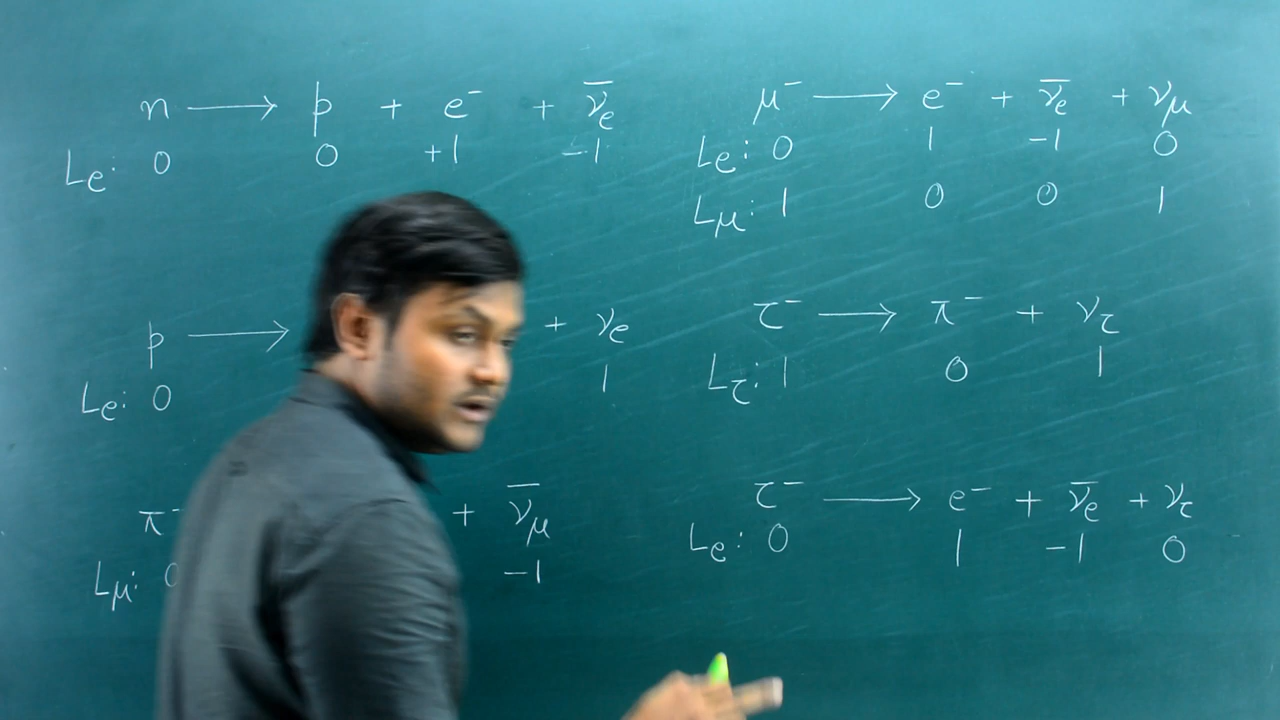 n → p + e⁻ + ν̅ₑ
Lₑ: 0 0 +1 -1
p → + νₑ
Lₑ: 0 1
π⁻ + ν̅_μ
L_μ: 0 -1
μ⁻ → e⁻ + ν̅ₑ + ν_μ
Lₑ: 0 1 -1 0
L_μ: 1 0 0 1
τ⁻ → π⁻ + ν_τ
L_τ: 1 0 1
τ⁻ → e⁻ + ν̅ₑ + ν_τ
Lₑ: 0 1 -1 0